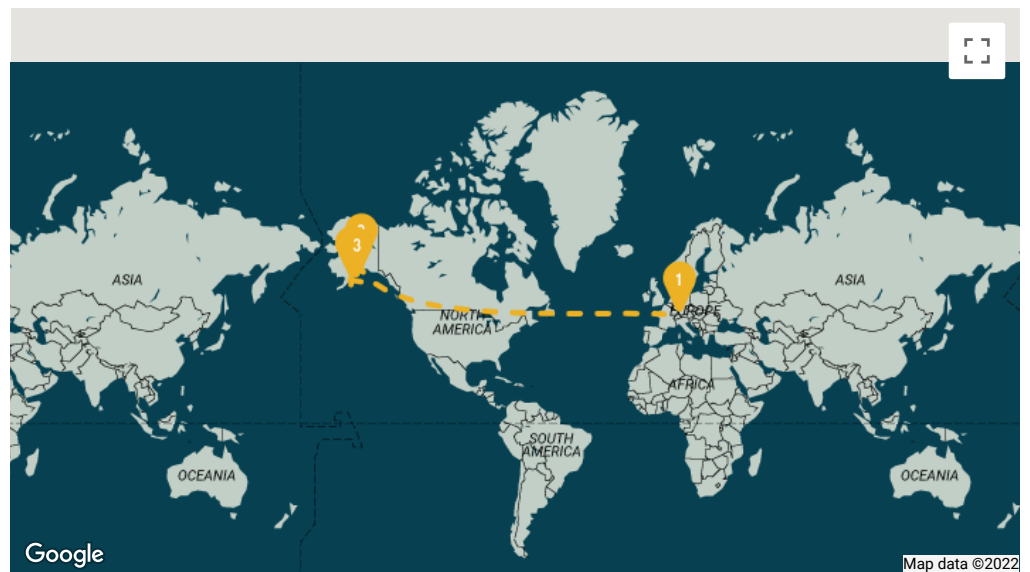 3
1
ASIA
ASIA
EUROPE
NORTH
AMERICA
AFRICA
SOUTH
AMERICA
OCEANIA
OCEANIA
Google
Map data ©2022